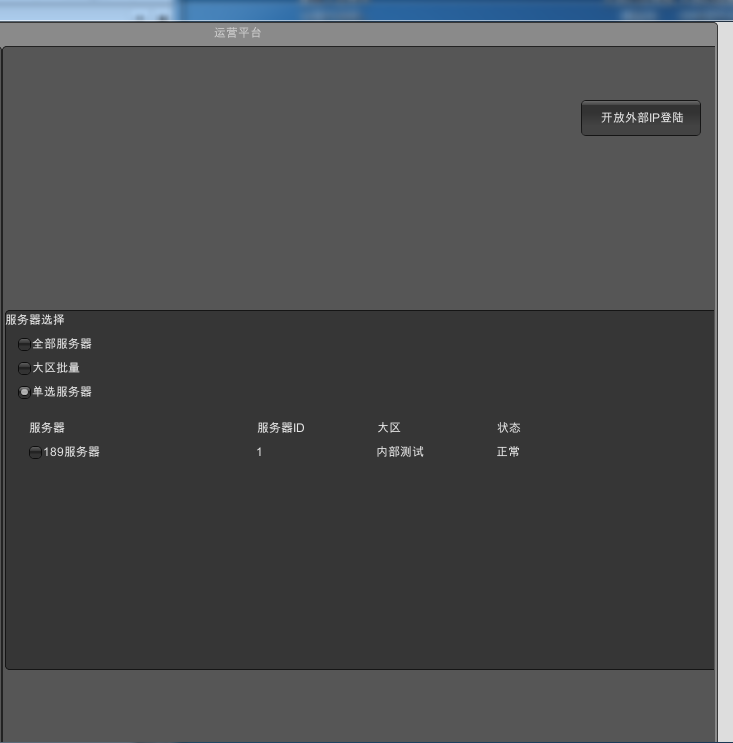 运营平台
开放外部IP登陆
服务器选择
全部服务器
大区批量
单选服务器
服务器 服务器ID 大区 状态
189服务器 1 内部测试 正常